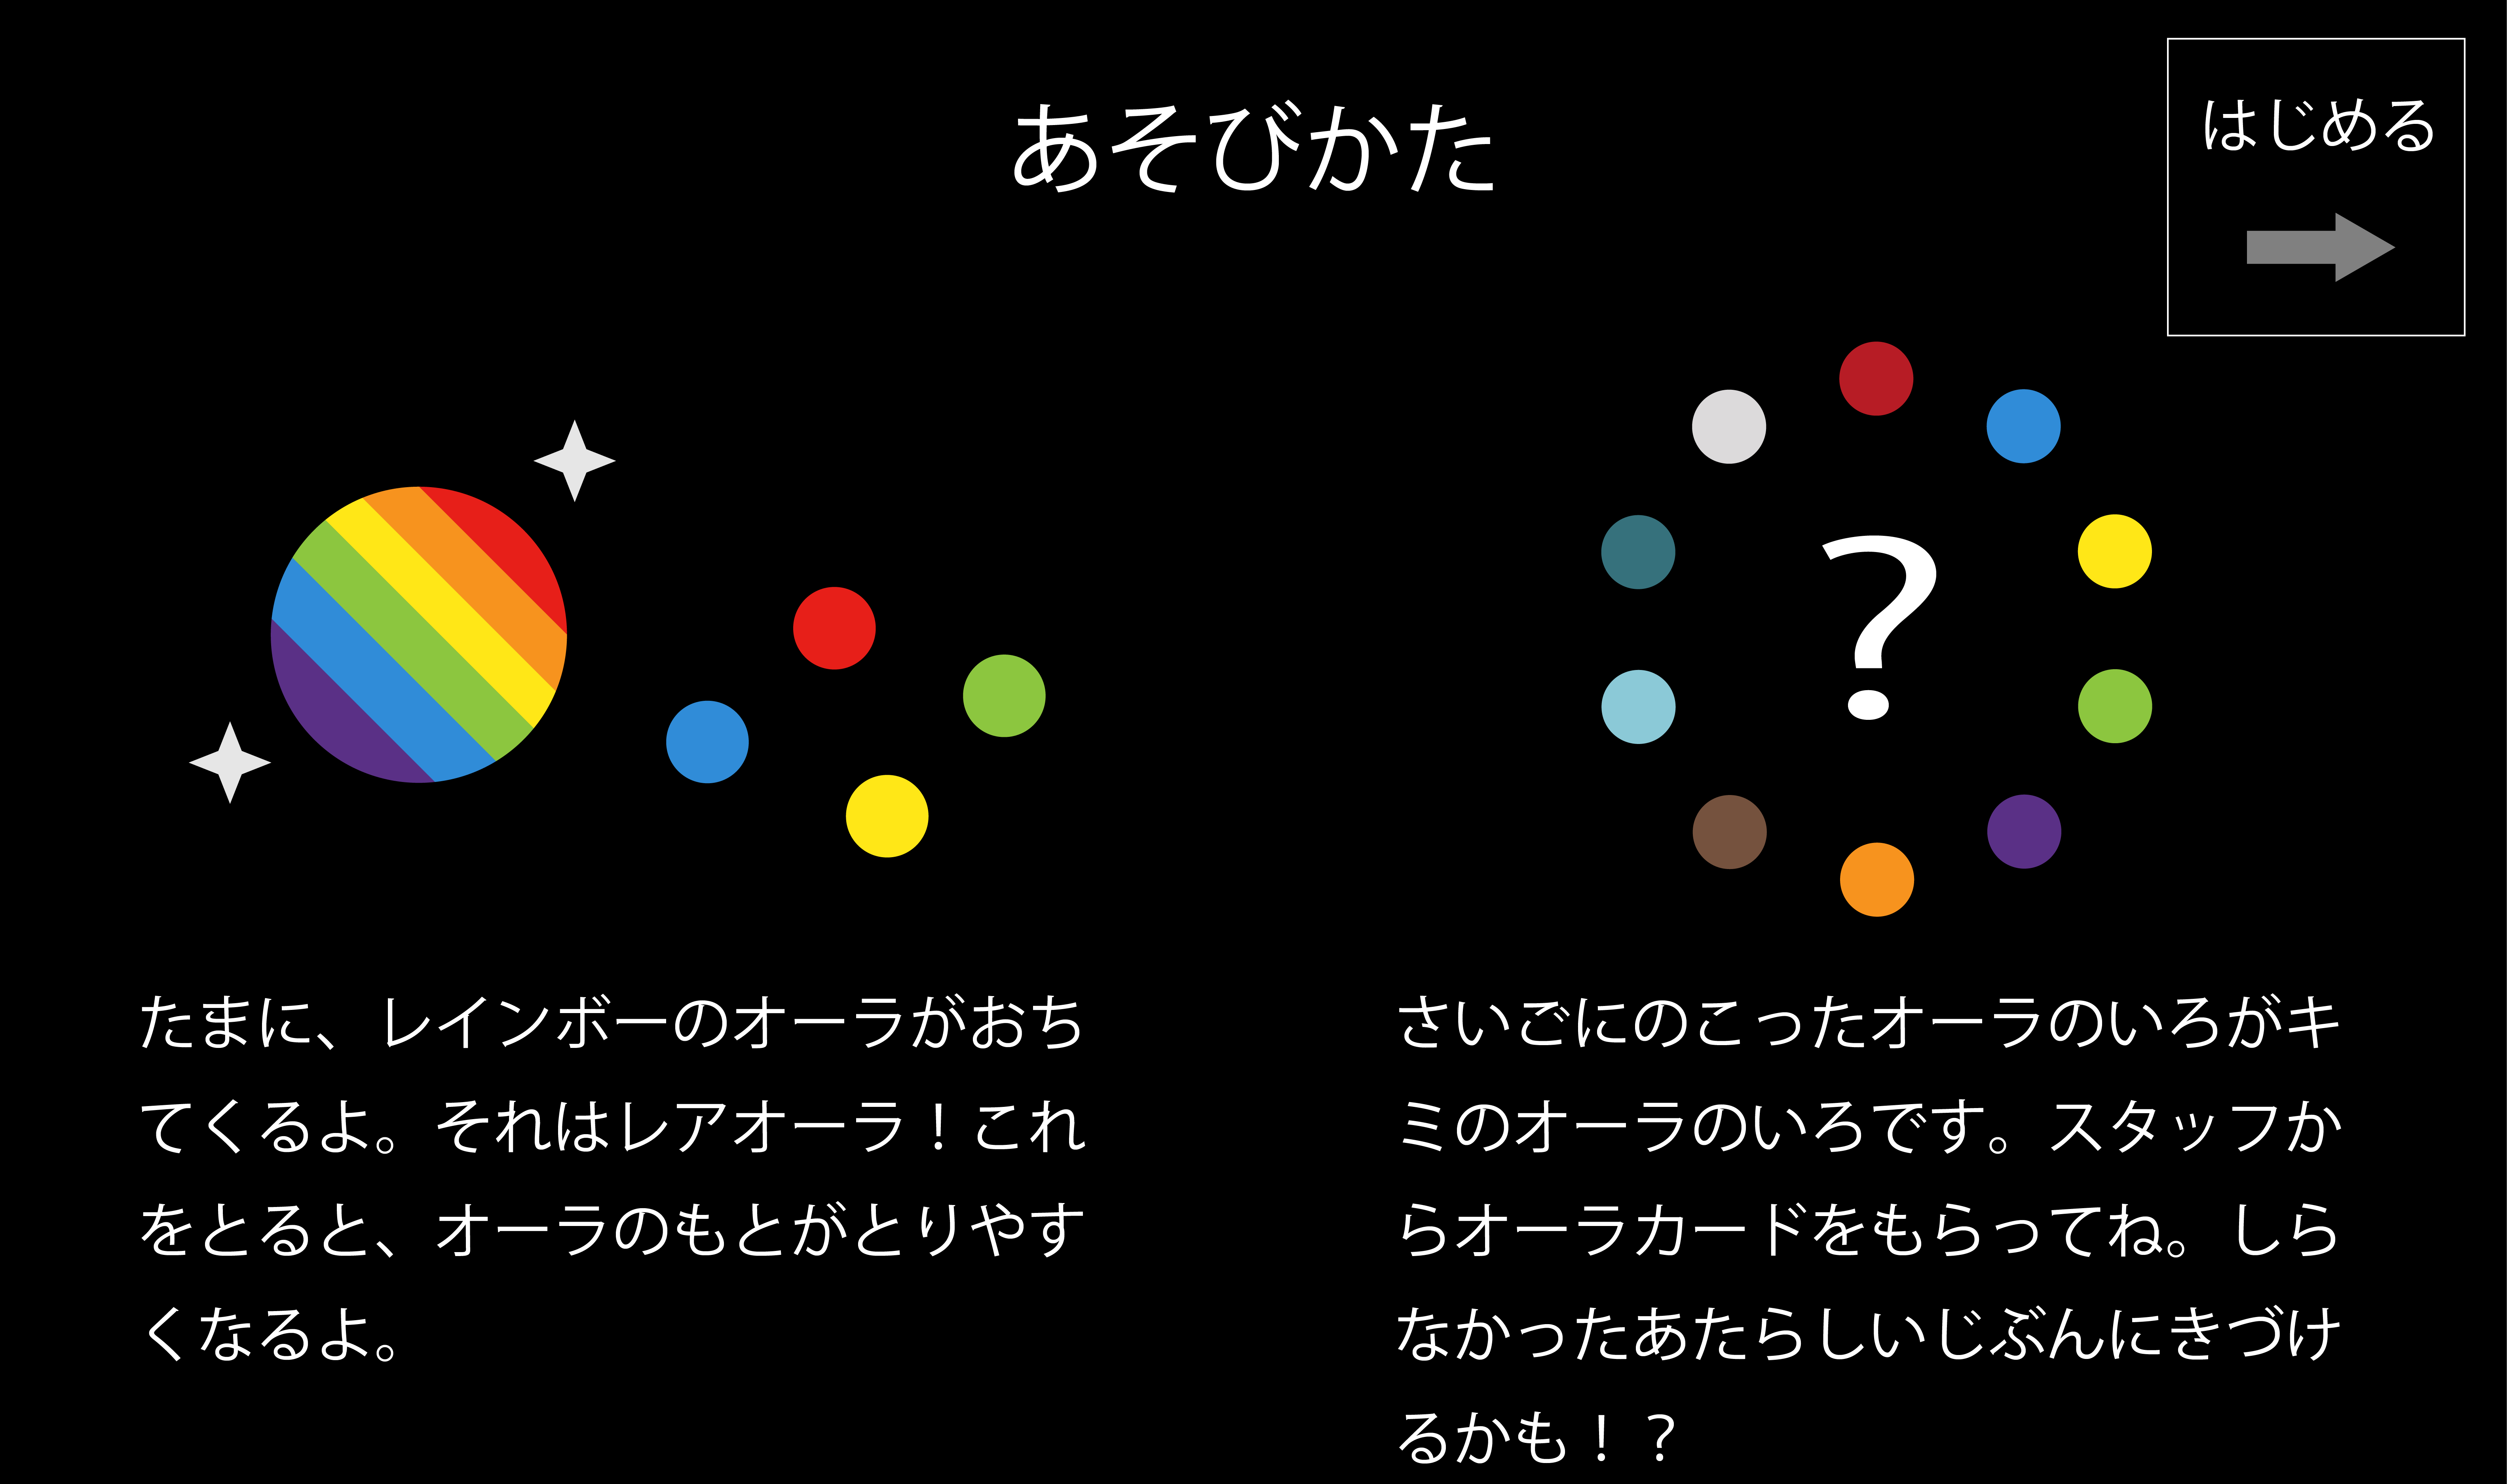 あそびかた
はじめる
?
たまに、レインボーのオーラがおち
てくるよ。それはレアオーラ！これ
をとると、オーラのもとがとりやす
くなるよ。
さいごにのこったオーラのいろがキ
ミのオーラのいろです。スタッフか
らオーラカードをもらってね。しら
なかったあたらしいじぶんにきづけ
るかも！？